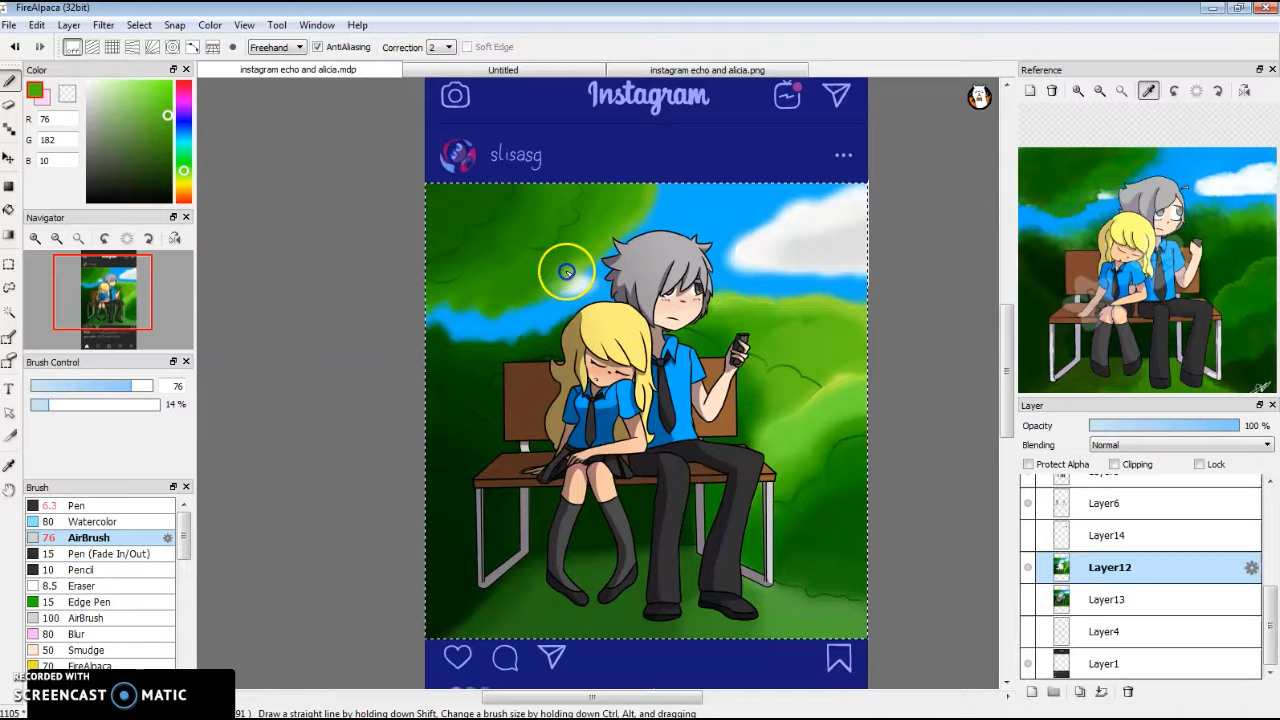 FireAlpaca (32bit)
File Edit Layer Filter Select Snap Color View Tool Window Help
OFF Freehand AntiAliasing Correction 2 Soft Edge
Color
instagram echo and alicia.mdp Untitled instagram echo and alicia.png
Reference
R 76
G 182
B 10
Instagram
slisasg
Navigator
Brush Control
76
14 %
Layer
Opacity 100 %
Blending Normal
Protect Alpha Clipping Lock
Brush
6.3 Pen
80 Watercolor
76 AirBrush
15 Pen (Fade In/Out)
10 Pencil
8.5 Eraser
15 Edge Pen
100 AirBrush
80 Blur
50 Smudge
70 FireAlpaca
Layer6
Layer14
Layer12
Layer13
Layer4
Layer1
RECORDED WITH
SCREENCAST MATIC
Draw a straight line by holding down Shift, Change a brush size by holding down Ctrl, Alt, and dragging